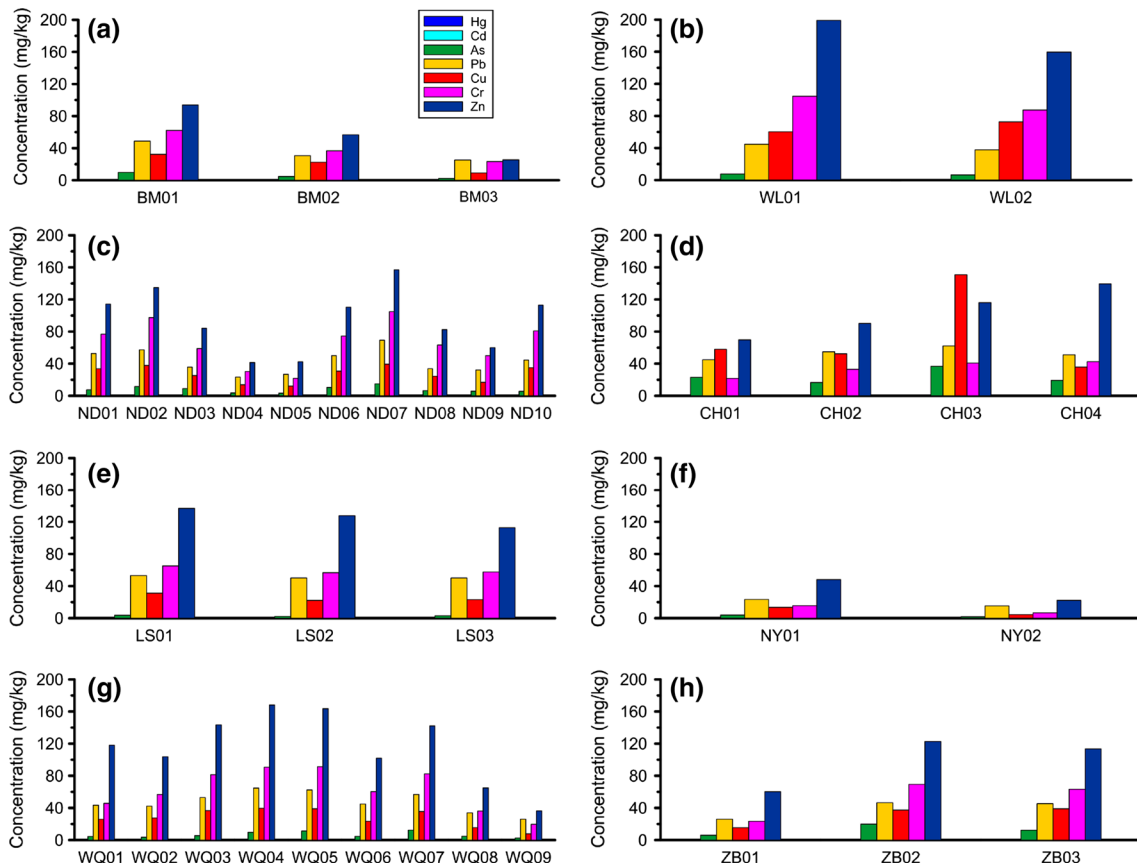 (a)
Concentration (mg/kg)
200
160
120
80
40
0
Hg
Cd
As
Pb
Cu
Cr
Zn
BM01 BM02 BM03
(b)
Concentration (mg/kg)
200
160
120
80
40
0
WL01 WL02
(c)
Concentration (mg/kg)
200
160
120
80
40
0
ND01 ND02 ND03 ND04 ND05 ND06 ND07 ND08 ND09 ND10
(d)
Concentration (mg/kg)
200
160
120
80
40
0
CH01 CH02 CH03 CH04
(e)
Concentration (mg/kg)
200
160
120
80
40
0
LS01 LS02 LS03
(f)
Concentration (mg/kg)
200
160
120
80
40
0
NY01 NY02
(g)
Concentration (mg/kg)
200
160
120
80
40
0
WQ01 WQ02 WQ03 WQ04 WQ05 WQ06 WQ07 WQ08 WQ09
(h)
Concentration (mg/kg)
200
160
120
80
40
0
ZB01 ZB02 ZB03